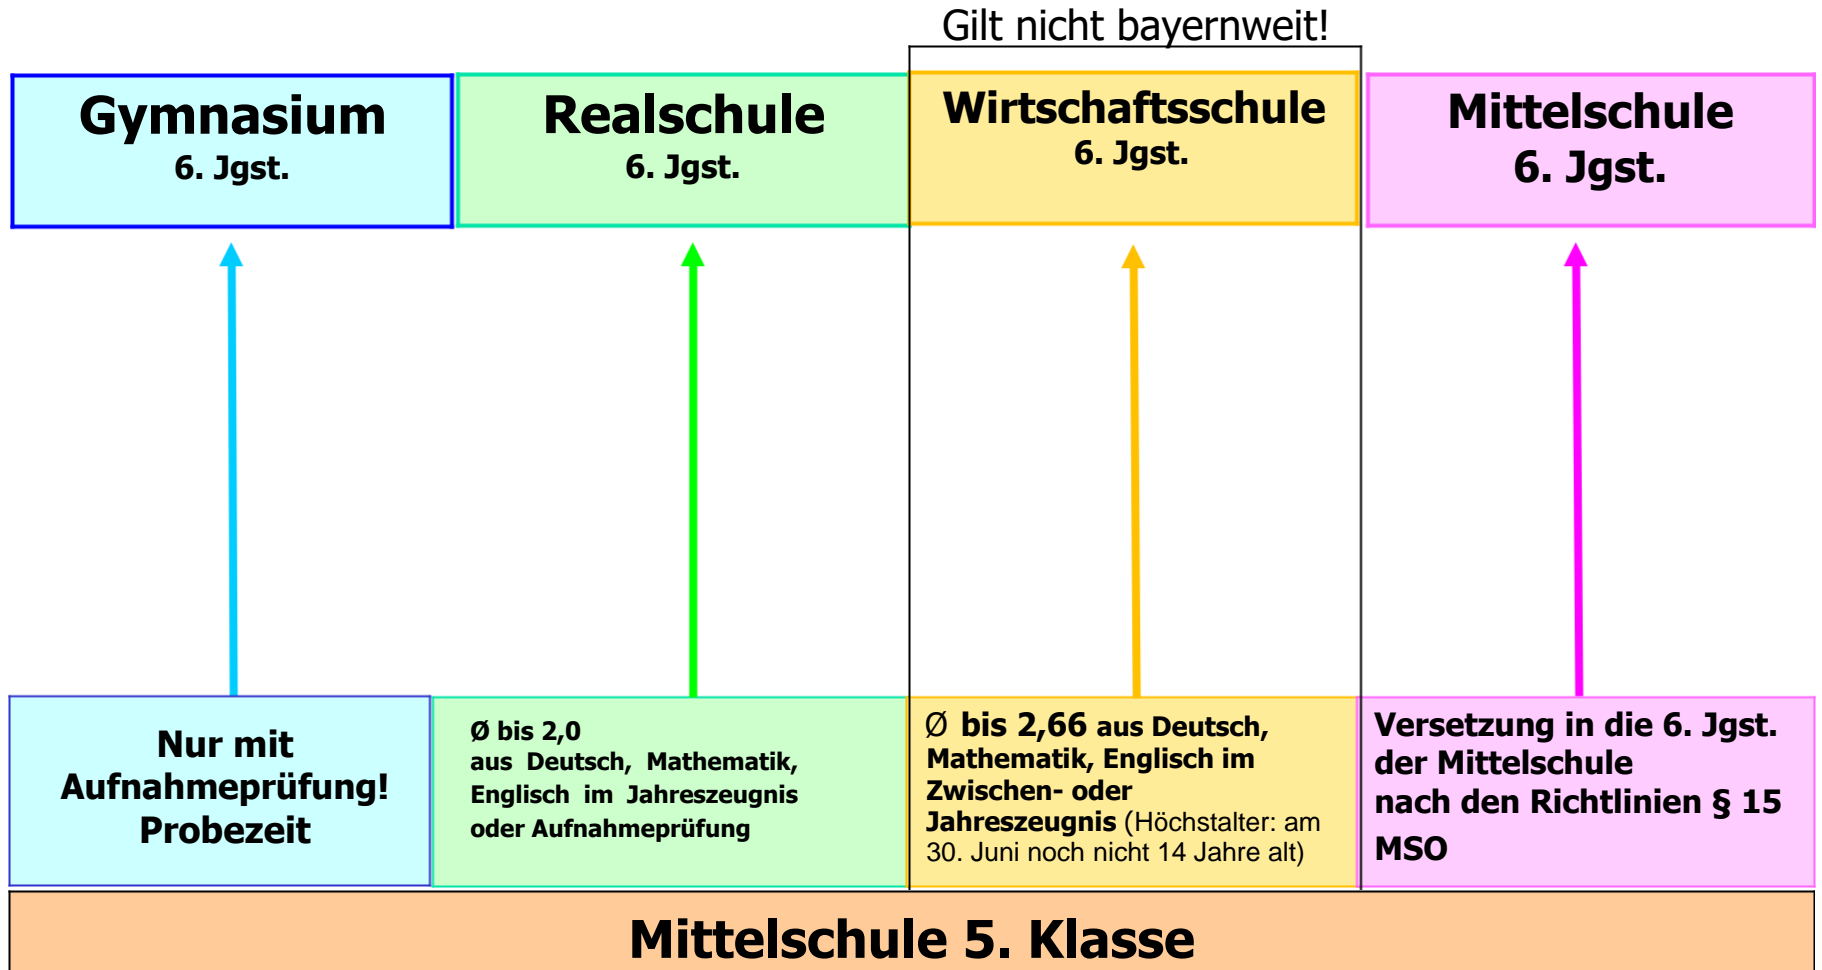 Gilt nicht bayernweit!
Gymnasium
6. Jgst.
Realschule
6. Jgst.
Wirtschaftsschule
6. Jgst.
Mittelschule
6. Jgst.
Nur mit
Aufnahmeprüfung!
Probezeit
Ø bis 2,0
aus Deutsch, Mathematik,
Englisch im Jahreszeugnis
oder Aufnahmeprüfung
Ø bis 2,66 aus Deutsch,
Mathematik, Englisch im
Zwischen- oder
Jahreszeugnis (Höchstalter: am
30. Juni noch nicht 14 Jahre alt)
Versetzung in die 6. Jgst.
der Mittelschule
nach den Richtlinien § 15
MSO
Mittelschule 5. Klasse